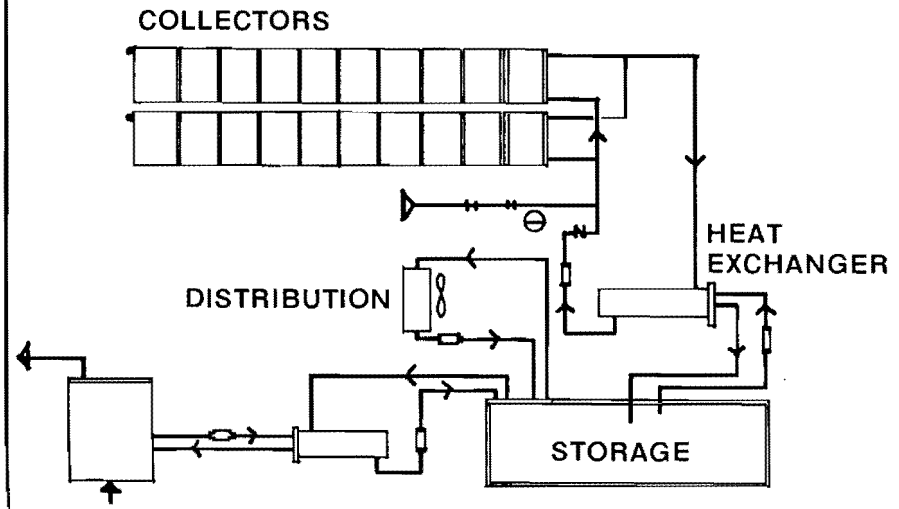 COLLECTORS
HEAT
EXCHANGER
DISTRIBUTION
STORAGE